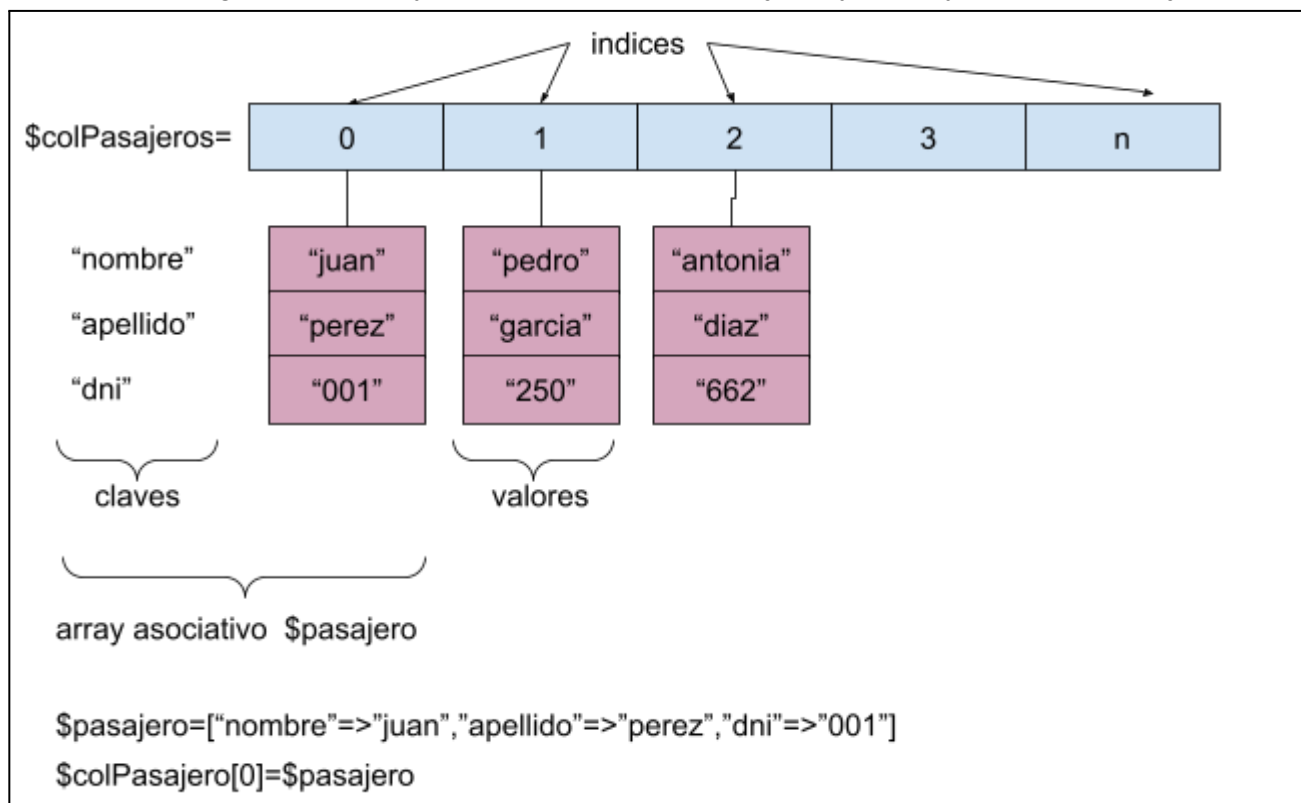 indices
$colPasajeros= 0 1 2 3 n
“nombre” “juan” “pedro” “antonia”
“apellido” “perez” “garcia” “diaz”
“dni” “001” “250” “662”
claves valores
array asociativo $pasajero
$pasajero=[“nombre”=>”juan”,”apellido”=>”perez”,”dni”=>”001”]
$colPasajero[0]=$pasajero